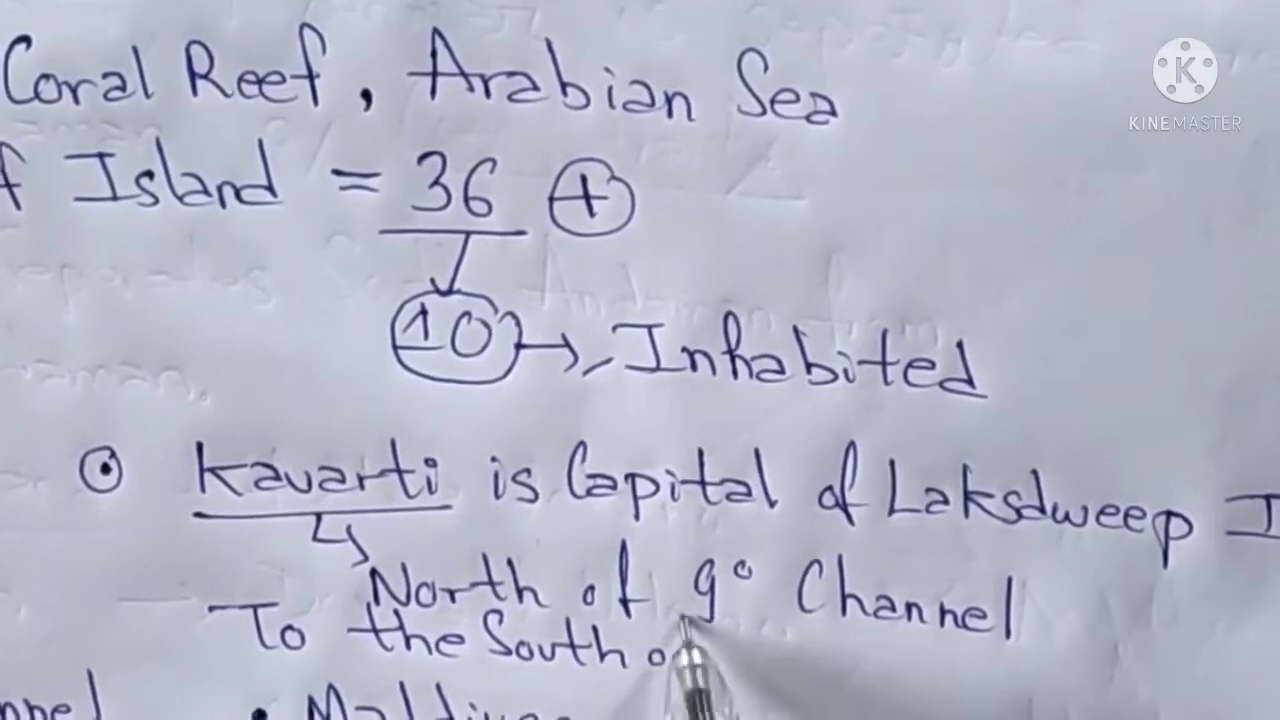 Coral Reef, Arabian Sea
K
KINEMASTER
f Island = 36 +
10 → Inhabited
Kavarti is Capital of Laksdweep I
North of 9° Channel
To the South o
nnel